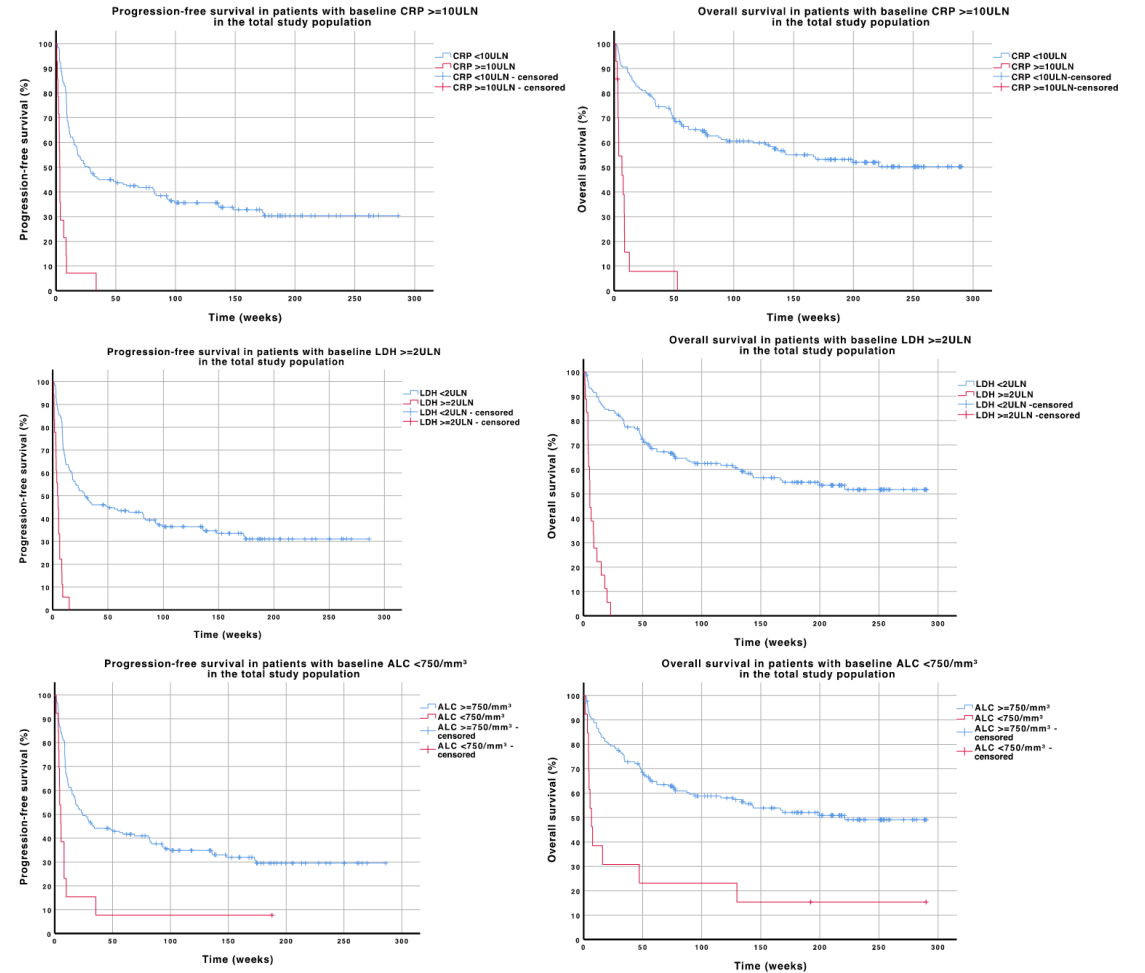 Progression-free survival in patients with baseline CRP >=10ULN
in the total study population
Progression-free survival (%)
100
90
80
70
60
50
40
30
20
10
0
0 50 100 150 200 250 300
Time (weeks)
CRP <10ULN
CRP >=10ULN
CRP <10ULN - censored
CRP >=10ULN - censored
Overall survival in patients with baseline CRP >=10ULN
in the total study population
Overall survival (%)
100
90
80
70
60
50
40
30
20
10
0
0 50 100 150 200 250 300
Time (weeks)
CRP <10ULN
CRP >=10ULN
CRP <10ULN-censored
CRP >=10ULN-censored
Progression-free survival in patients with baseline LDH >=2ULN
in the total study population
Progression-free survival (%)
100
90
80
70
60
50
40
30
20
10
0
0 50 100 150 200 250 300
Time (weeks)
LDH <2ULN
LDH >=2ULN
LDH <2ULN - censored
LDH >=2ULN - censored
Overall survival in patients with baseline LDH >=2ULN
in the total study population
Overall survival (%)
100
90
80
70
60
50
40
30
20
10
0
0 50 100 150 200 250 300
Time (weeks)
LDH <2ULN
LDH >=2ULN
LDH <2ULN -censored
LDH >=2ULN -censored
Progression-free survival in patients with baseline ALC <750/mm³
in the total study population
Progression-free survival (%)
100
90
80
70
60
50
40
30
20
10
0
0 50 100 150 200 250 300
Time (weeks)
ALC >=750/mm³
ALC <750/mm³
ALC >=750/mm³ -
censored
ALC <750/mm³ -
censored
Overall survival in patients with baseline ALC <750/mm³
in the total study population
Overall survival (%)
100
90
80
70
60
50
40
30
20
10
0
0 50 100 150 200 250 300
Time (weeks)
ALC >=750/mm³
ALC <750/mm³
ALC >=750/mm³ -
censored
ALC <750/mm³ -
censored